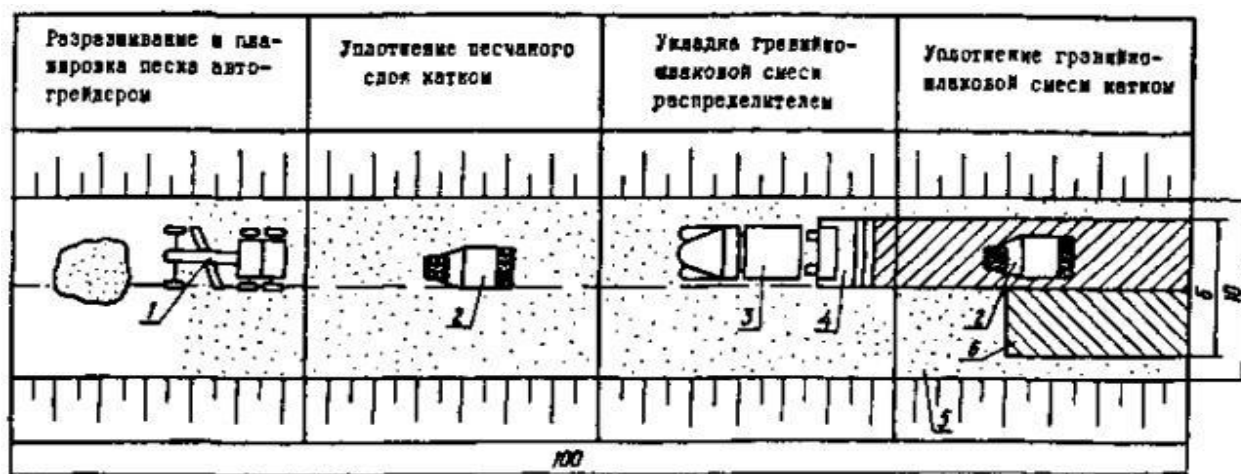 Разравнивание и пла-
нировка песка авто-
грейдером
Уплотнение песчаного
слоя катком
Укладка гравийно-
шлаковой смеси
распределителем
Уплотнение гравийно-
шлаковой смеси катком
1
2
3
4
2
6
5
6
10
100